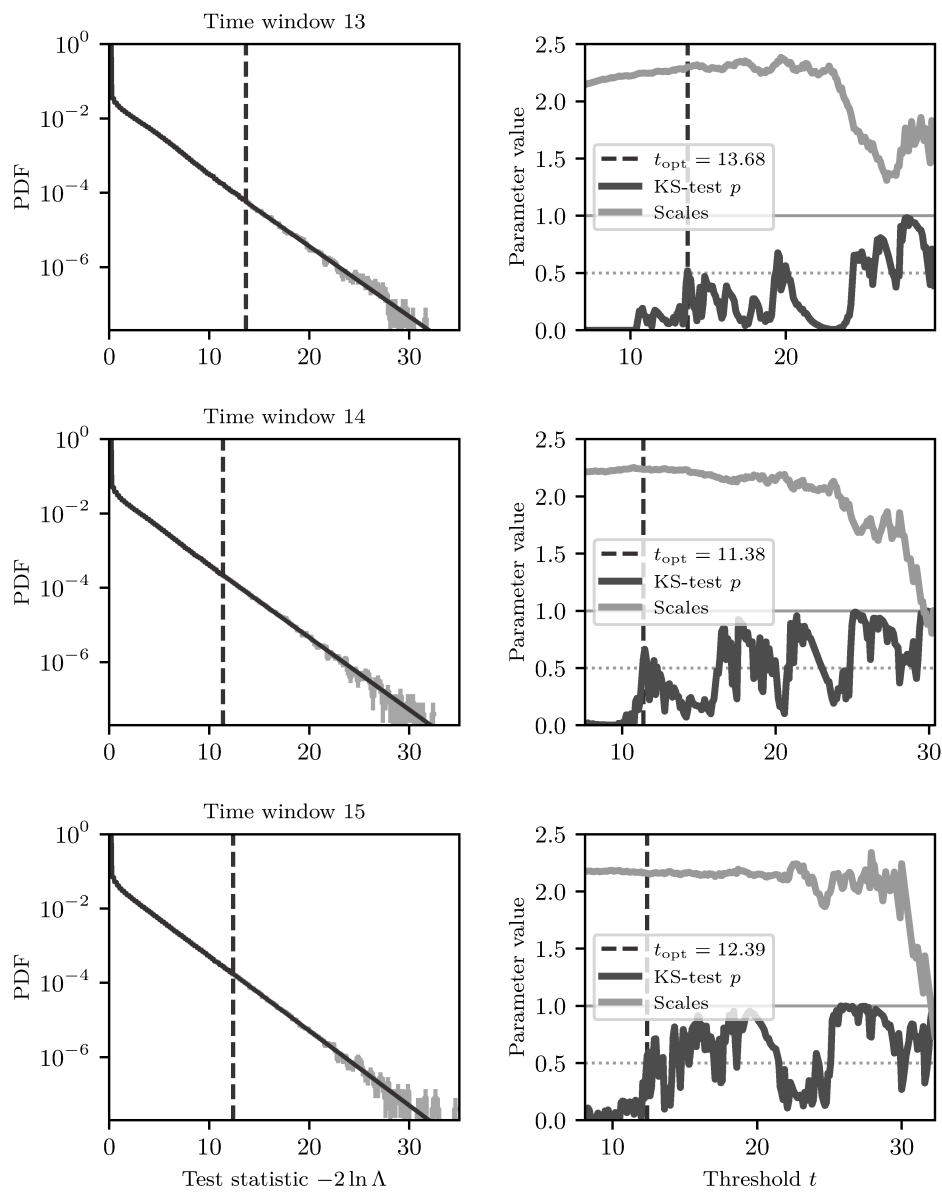 Time window 13
10⁰
10⁻²
10⁻⁴
10⁻⁶
PDF
0 10 20 30
2.5
2.0
1.5
1.0
0.5
0.0
Parameter value
t_opt = 13.68
KS-test p
Scales
10 20
Time window 14
10⁰
10⁻²
10⁻⁴
10⁻⁶
PDF
0 10 20 30
2.5
2.0
1.5
1.0
0.5
0.0
Parameter value
t_opt = 11.38
KS-test p
Scales
10 20 30
Time window 15
10⁰
10⁻²
10⁻⁴
10⁻⁶
PDF
0 10 20 30
Test statistic −2 ln Λ
2.5
2.0
1.5
1.0
0.5
0.0
Parameter value
t_opt = 12.39
KS-test p
Scales
10 20 30
Threshold t